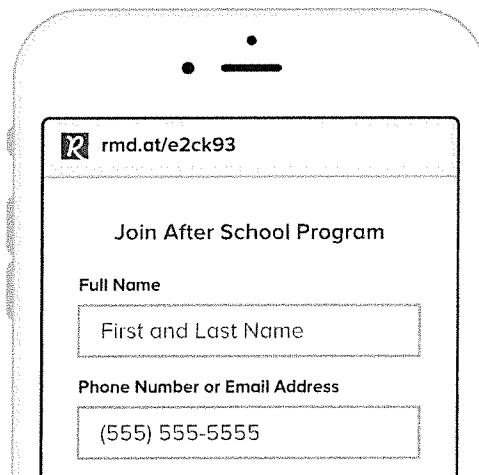 R rmd.at/e2ck93
Join After School Program
Full Name
First and Last Name
Phone Number or Email Address
(555) 555-5555